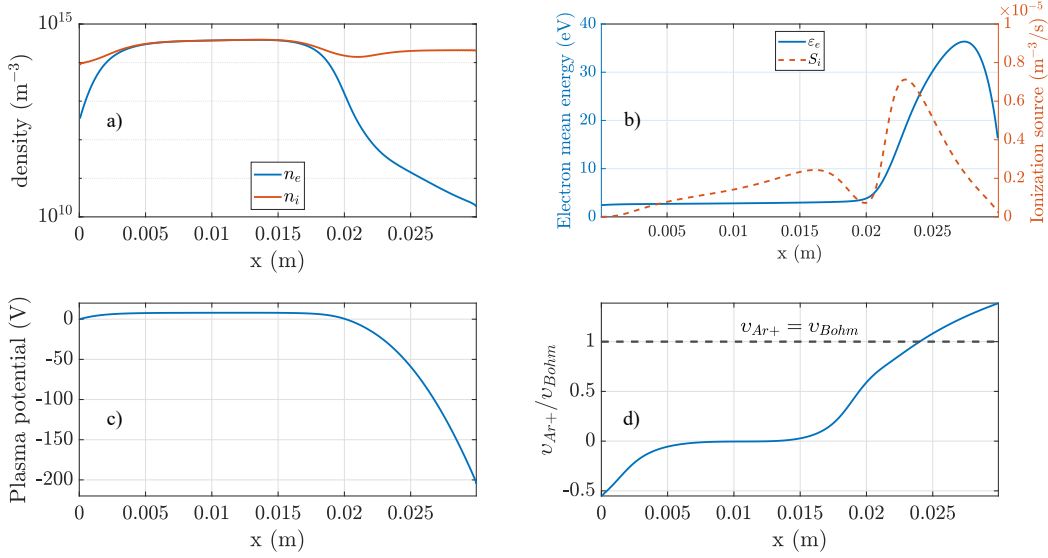 10^15
10^10
density (m^−3)
a)
n_e
n_i
0 0.005 0.01 0.015 0.02 0.025
x (m)
40
30
20
10
0
Electron mean energy (eV)
b)
ε_e
S_i
×10^-5
1
0.8
0.6
0.4
0.2
0
Ionization source (m^−3/s)
0.005 0.01 0.015 0.02 0.025
x (m)
0
-50
-100
-150
-200
Plasma potential (V)
c)
0 0.005 0.01 0.015 0.02 0.025
x (m)
1
0.5
0
-0.5
υ_Ar+/υ_Bohm
υ_Ar+ = υ_Bohm
d)
0 0.005 0.01 0.015 0.02 0.025
x (m)